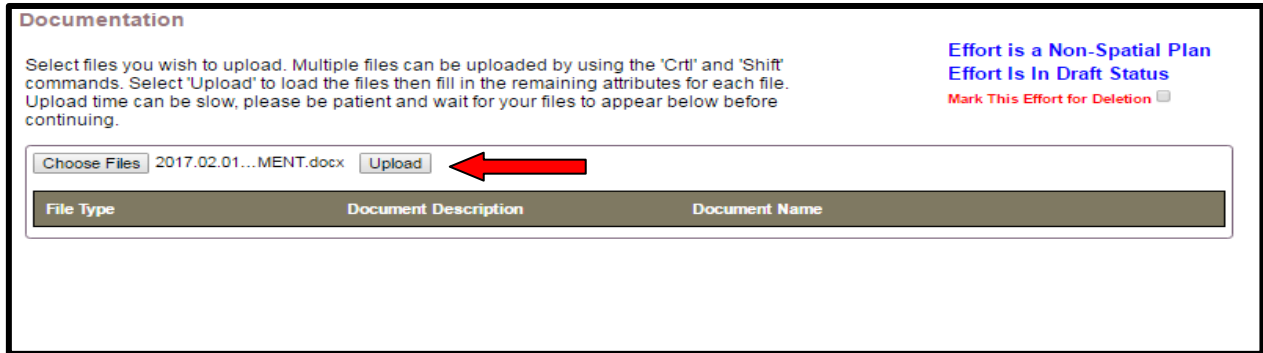 Documentation
Select files you wish to upload. Multiple files can be uploaded by using the 'Crtl' and 'Shift'
commands. Select 'Upload' to load the files then fill in the remaining attributes for each file.
Upload time can be slow, please be patient and wait for your files to appear below before
continuing.
Effort is a Non-Spatial Plan
Effort Is In Draft Status
Mark This Effort for Deletion
Choose Files 2017.02.01...MENT.docx Upload
File Type Document Description Document Name